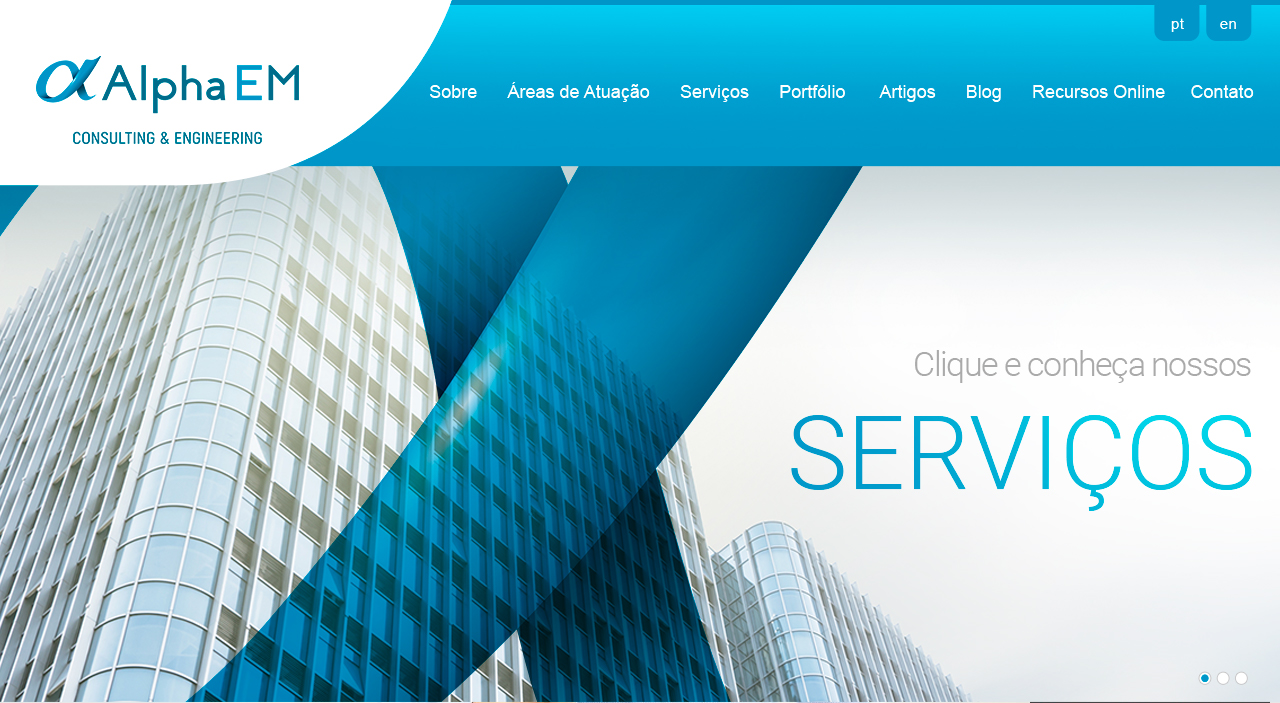 pt en
αAlpha EM
CONSULTING & ENGINEERING
Sobre Áreas de Atuação Serviços Portfólio Artigos Blog Recursos Online Contato
Clique e conheça nossos
SERVIÇOS